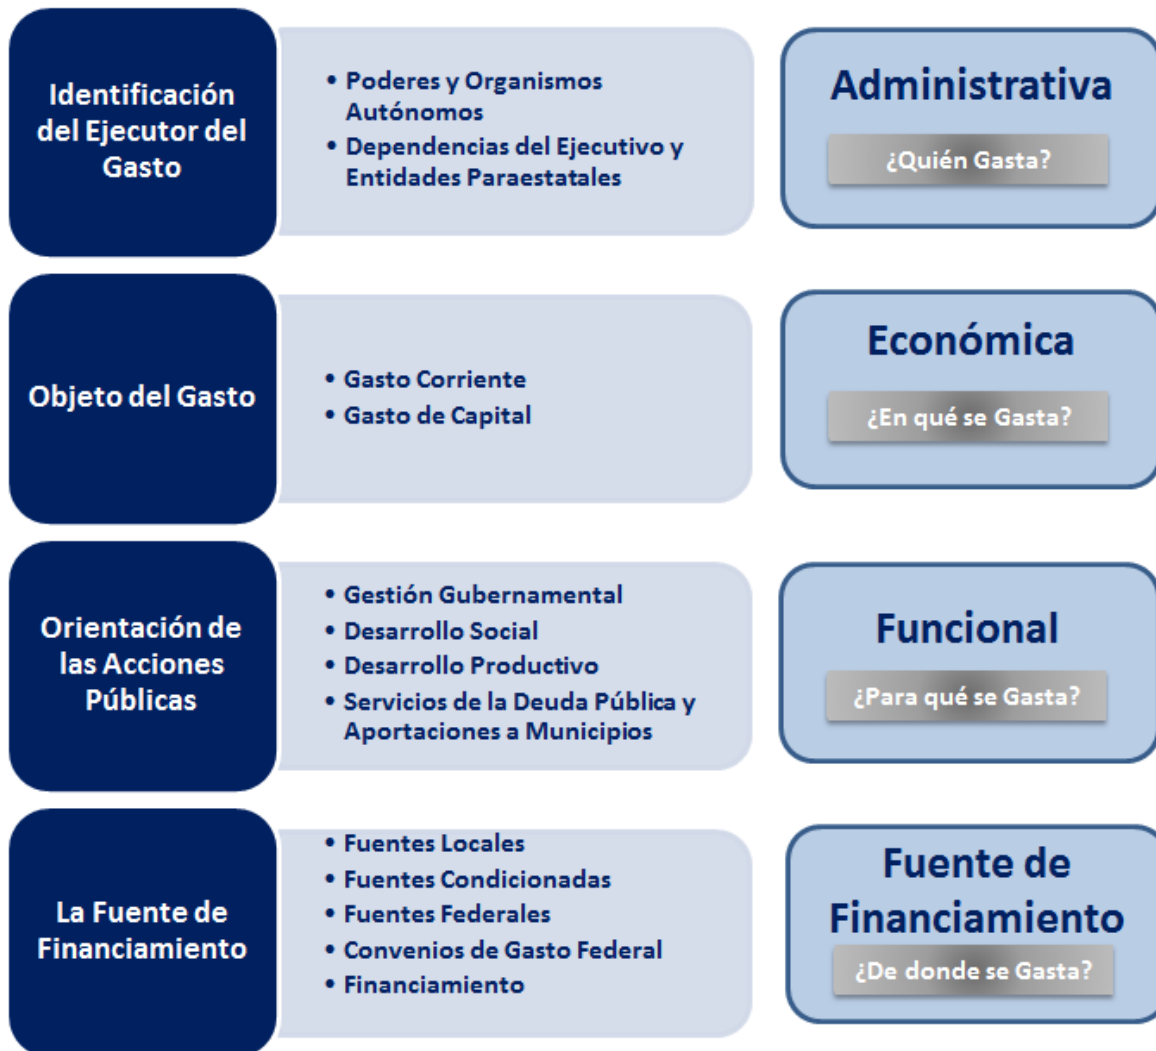 Identificación
del Ejecutor del
Gasto
• Poderes y Organismos
Autónomos
• Dependencias del Ejecutivo y
Entidades Paraestatales
Administrativa
¿Quién Gasta?
Objeto del Gasto
• Gasto Corriente
• Gasto de Capital
Económica
¿En qué se Gasta?
Orientación de
las Acciones
Públicas
• Gestión Gubernamental
• Desarrollo Social
• Desarrollo Productivo
• Servicios de la Deuda Pública y
Aportaciones a Municipios
Funcional
¿Para qué se Gasta?
La Fuente de
Financiamiento
• Fuentes Locales
• Fuentes Condicionadas
• Fuentes Federales
• Convenios de Gasto Federal
• Financiamiento
Fuente de
Financiamiento
¿De donde se Gasta?